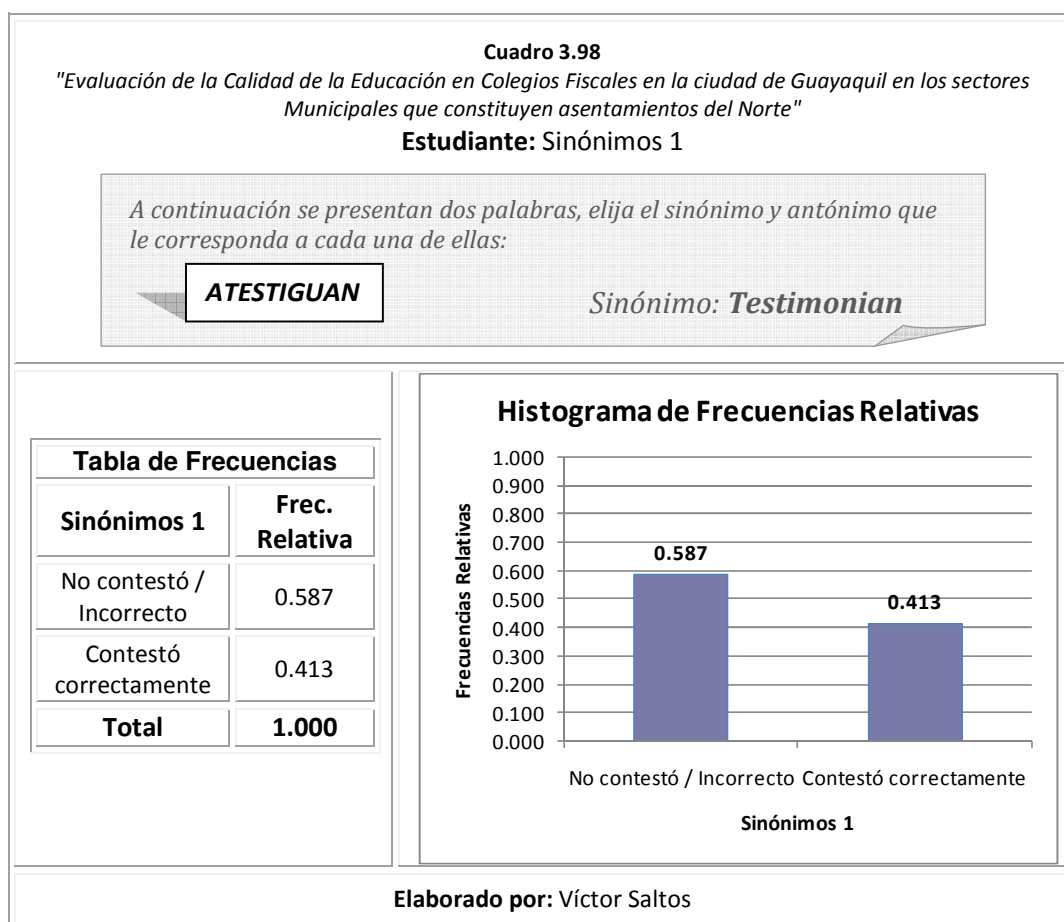 Cuadro 3.98
"Evaluación de la Calidad de la Educación en Colegios Fiscales en la ciudad de Guayaquil en los sectores
Municipales que constituyen asentamientos del Norte"
Estudiante: Sinónimos 1
A continuación se presentan dos palabras, elija el sinónimo y antónimo que
le corresponda a cada una de ellas:
ATESTIGUAN
Sinónimo: Testimonian
Tabla de Frecuencias
Sinónimos 1
Frec.
Relativa
No contestó /
Incorrecto
0.587
Contestó
correctamente
0.413
Total
1.000
Histograma de Frecuencias Relativas
Frecuencias Relativas
1.000
0.900
0.800
0.700
0.600
0.500
0.400
0.300
0.200
0.100
0.000
0.587
0.413
No contestó / Incorrecto
Contestó correctamente
Sinónimos 1
Elaborado por: Víctor Saltos